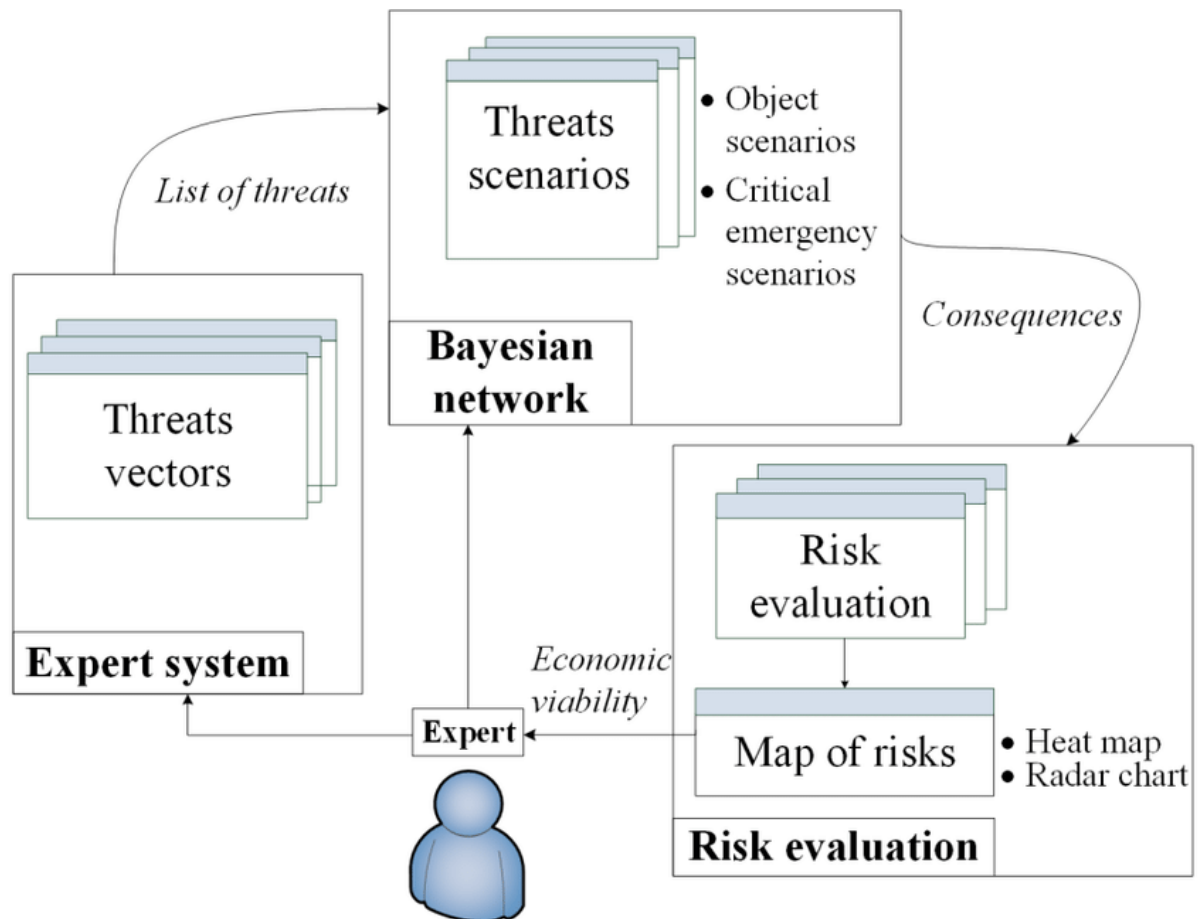 Threats
scenarios
• Object
scenarios
• Critical
emergency
scenarios
Bayesian
network
List of threats
Consequences
Threats
vectors
Expert system
Risk
evaluation
Map of risks
• Heat map
• Radar chart
Risk evaluation
Economic
viability
Expert